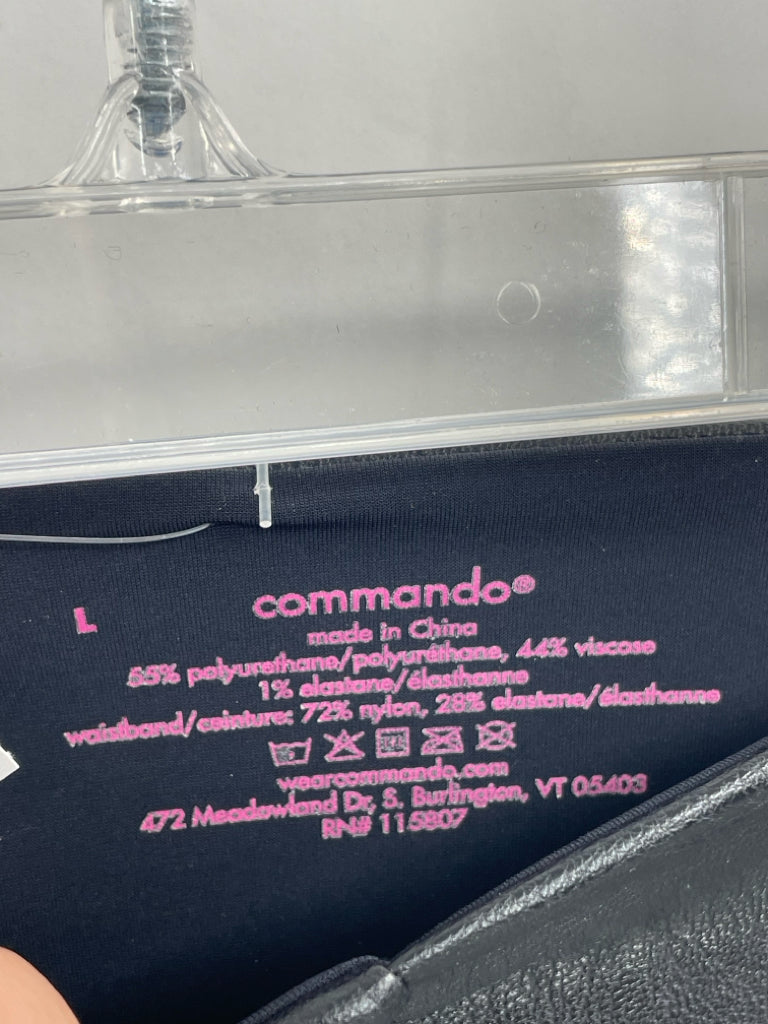 L
commando®
made in China
55% polyurethane/polyuréthane, 44% viscose
1% elastane/élasthanne
waistband/ceinture: 72% nylon, 28% elastane/élasthanne
wearcommando.com
472 Meadowland Dr, S. Burlington, VT 05403
RN# 115807